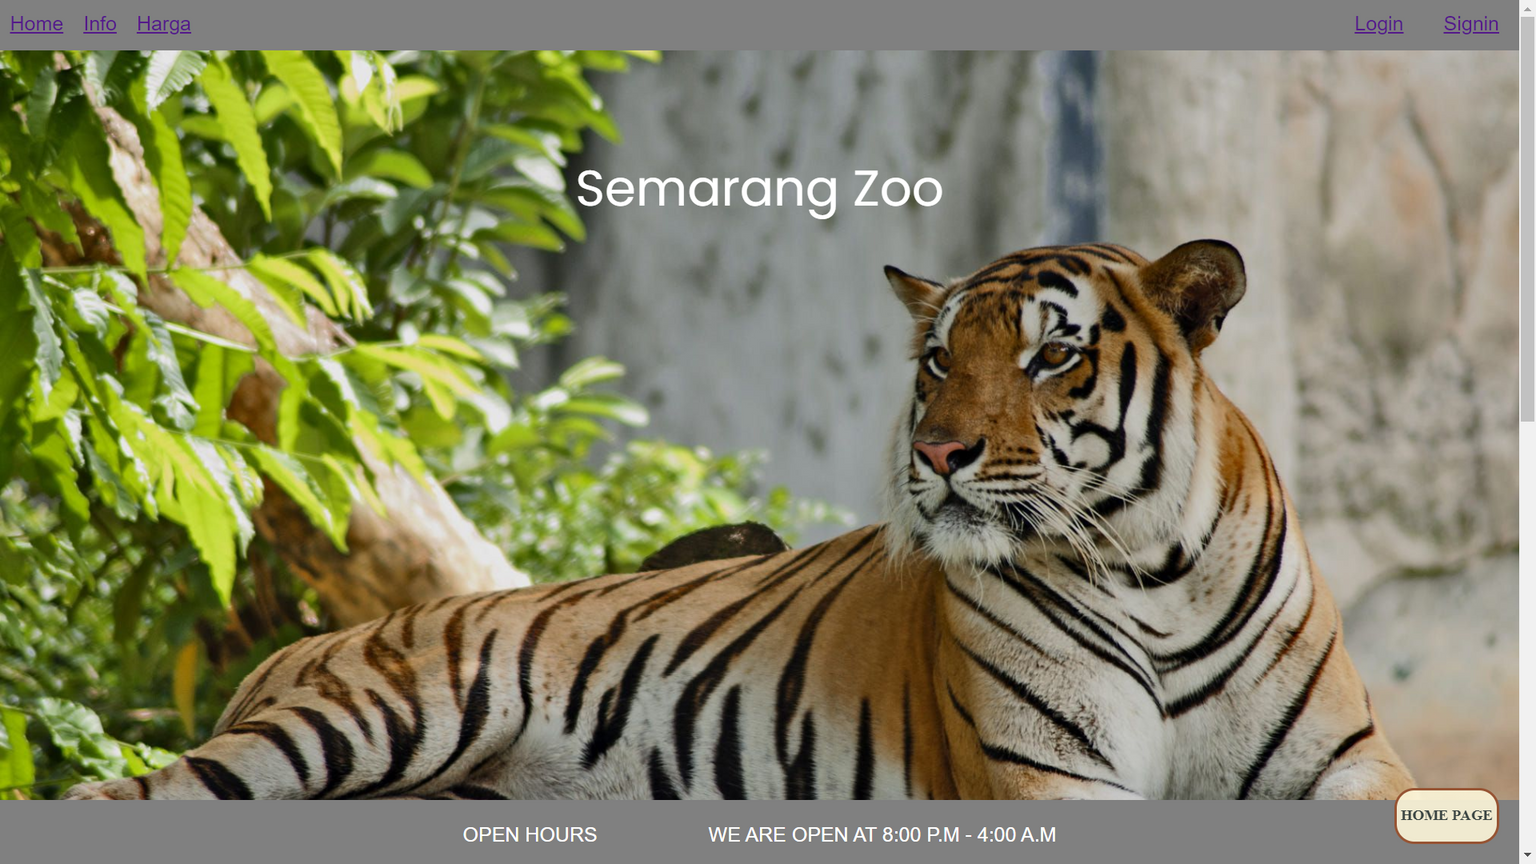 Home Info Harga Login Signin
Semarang Zoo
OPEN HOURS WE ARE OPEN AT 8:00 P.M - 4:00 A.M
HOME PAGE